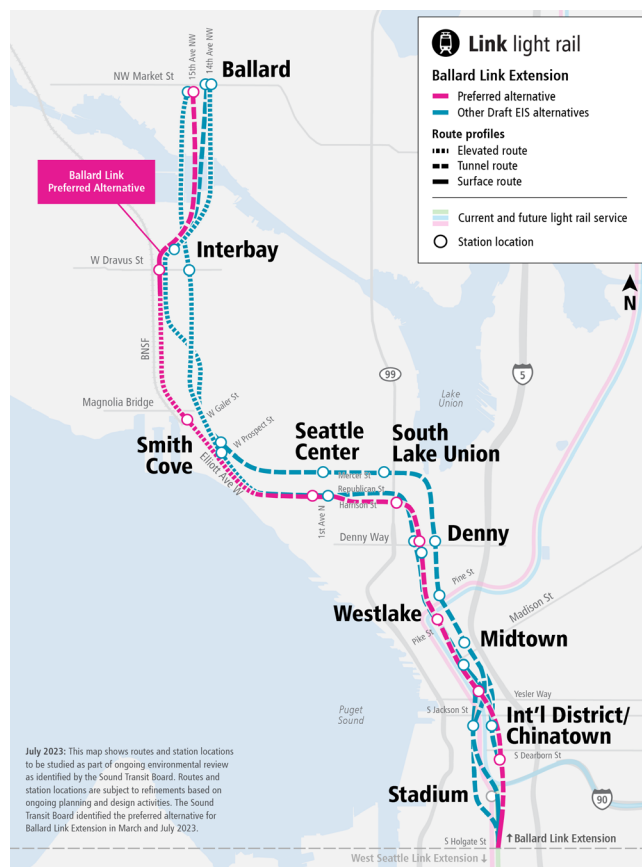 Link light rail
Ballard Link Extension
Preferred alternative
Other Draft EIS alternatives
Route profiles
Elevated route
Tunnel route
Surface route
Current and future light rail service
Station location
N
15th Ave NW
14th Ave NW
NW Market St
Ballard
Ballard Link
Preferred Alternative
Interbay
W Dravus St
BNSF
99
5
Lake
Union
Magnolia Bridge
W Galer St
W Prospect St
Smith
Cove
Elliott Ave W
Seattle
Center
South
Lake Union
Mercer St
Republican St
Harrison St
1st Ave N
Denny Way
Denny
Pine St
Westlake
Pike St
Madison St
Midtown
Puget
Sound
Yesler Way
S Jackson St
Int'l District/
Chinatown
S Dearborn St
July 2023: This map shows routes and station locations
to be studied as part of ongoing environmental review
as identified by the Sound Transit Board. Routes and
station locations are subject to refinements based on
ongoing planning and design activities. The Sound
Transit Board identified the preferred alternative for
Ballard Link Extension in March and July 2023.
Stadium
90
S Holgate St
↑Ballard Link Extension
West Seattle Link Extension ↓